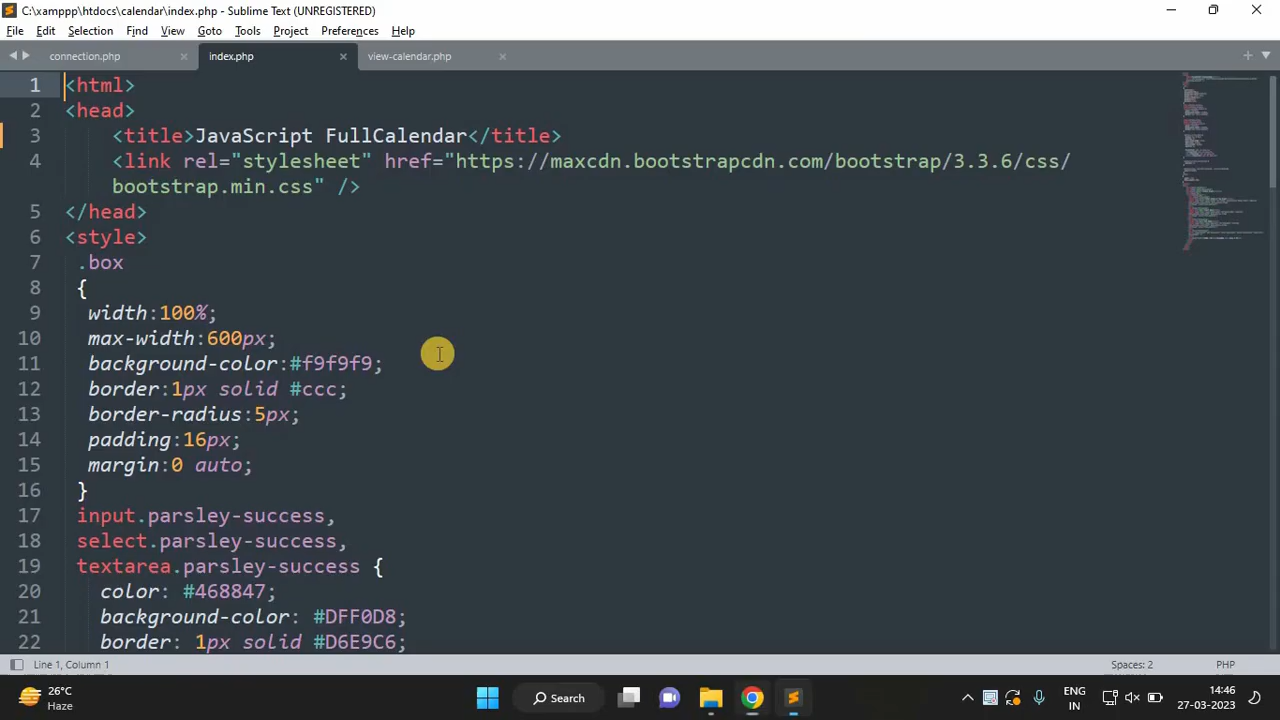 C:\xamppp\htdocs\calendar\index.php - Sublime Text (UNREGISTERED)
File Edit Selection Find View Goto Tools Project Preferences Help
connection.php index.php view-calendar.php
1 <html>
2 <head>
3 <title>JavaScript FullCalendar</title>
4 <link rel="stylesheet" href="https://maxcdn.bootstrapcdn.com/bootstrap/3.3.6/css/
bootstrap.min.css" />
5 </head>
6 <style>
7 .box
8 {
9 width:100%;
10 max-width:600px;
11 background-color:#f9f9f9;
12 border:1px solid #ccc;
13 border-radius:5px;
14 padding:16px;
15 margin:0 auto;
16 }
17 input.parsley-success,
18 select.parsley-success,
19 textarea.parsley-success {
20 color: #468847;
21 background-color: #DFF0D8;
22 border: 1px solid #D6E9C6;
Line 1, Column 1 Spaces: 2 PHP
26°C
Haze
Search
ENG
IN
14:46
27-03-2023